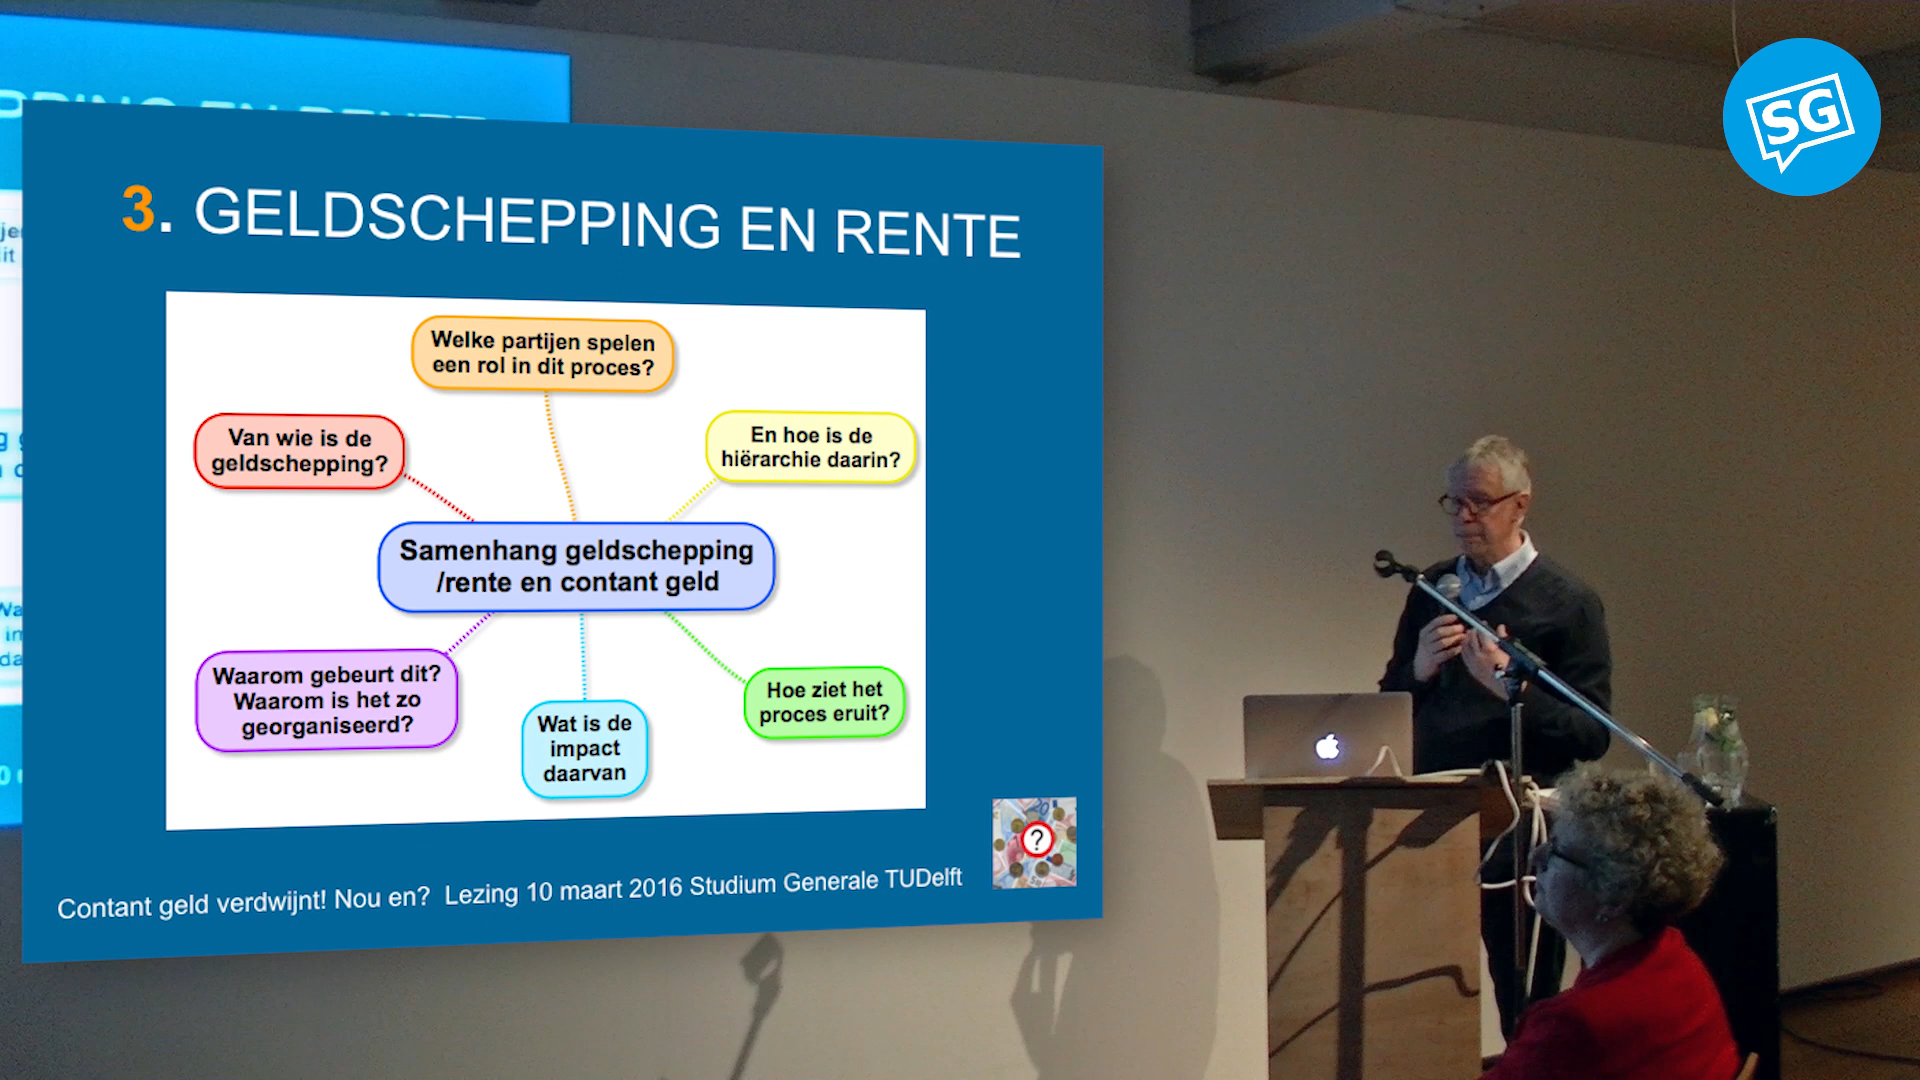 SG
3. GELDSCHEPPING EN RENTE
Welke partijen spelen
een rol in dit proces?
Van wie is de
geldschepping?
En hoe is de
hiërarchie daarin?
Samenhang geldschepping
/rente en contant geld
Waarom gebeurt dit?
Waarom is het zo
georganiseerd?
Wat is de
impact
daarvan
Hoe ziet het
proces eruit?
?
Contant geld verdwijnt! Nou en? Lezing 10 maart 2016 Studium Generale TUDelft